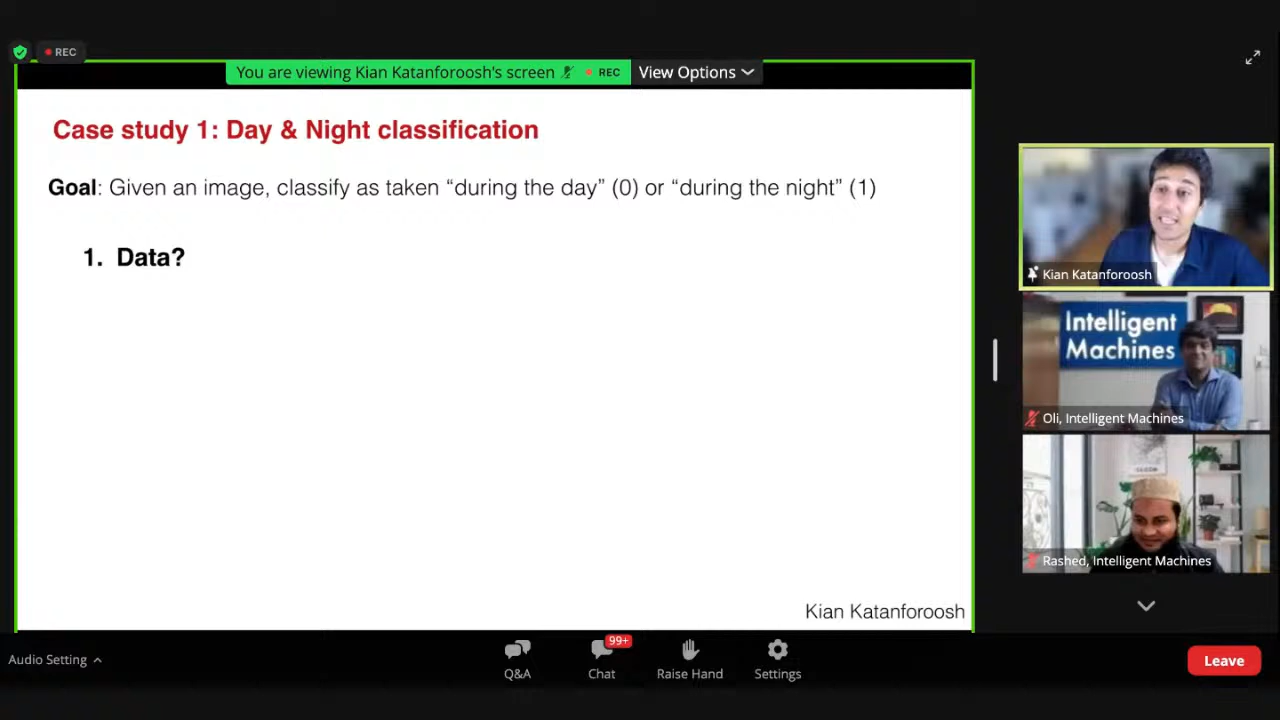 REC
You are viewing Kian Katanforoosh's screen REC View Options
Case study 1: Day & Night classification
Goal: Given an image, classify as taken “during the day” (0) or “during the night” (1)
1. Data?
Kian Katanforoosh
Kian Katanforoosh
Intelligent
Machines
Oli, Intelligent Machines
Rashed, Intelligent Machines
Audio Setting
Q&A
99+
Chat
Raise Hand
Settings
Leave